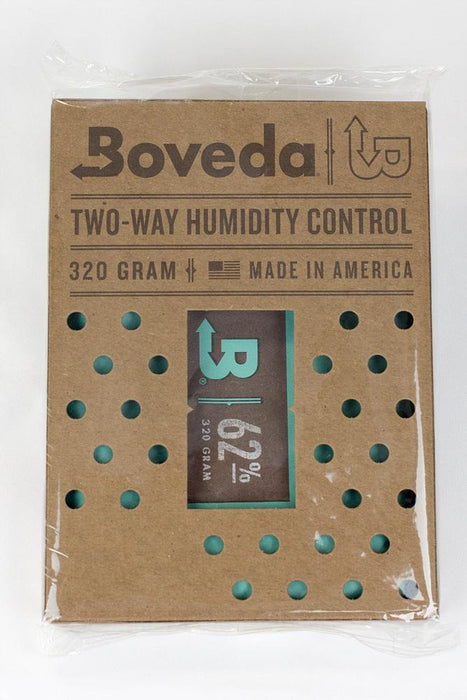 Boveda
TWO-WAY HUMIDITY CONTROL
320 GRAM MADE IN AMERICA
B®
62%
320 GRAM